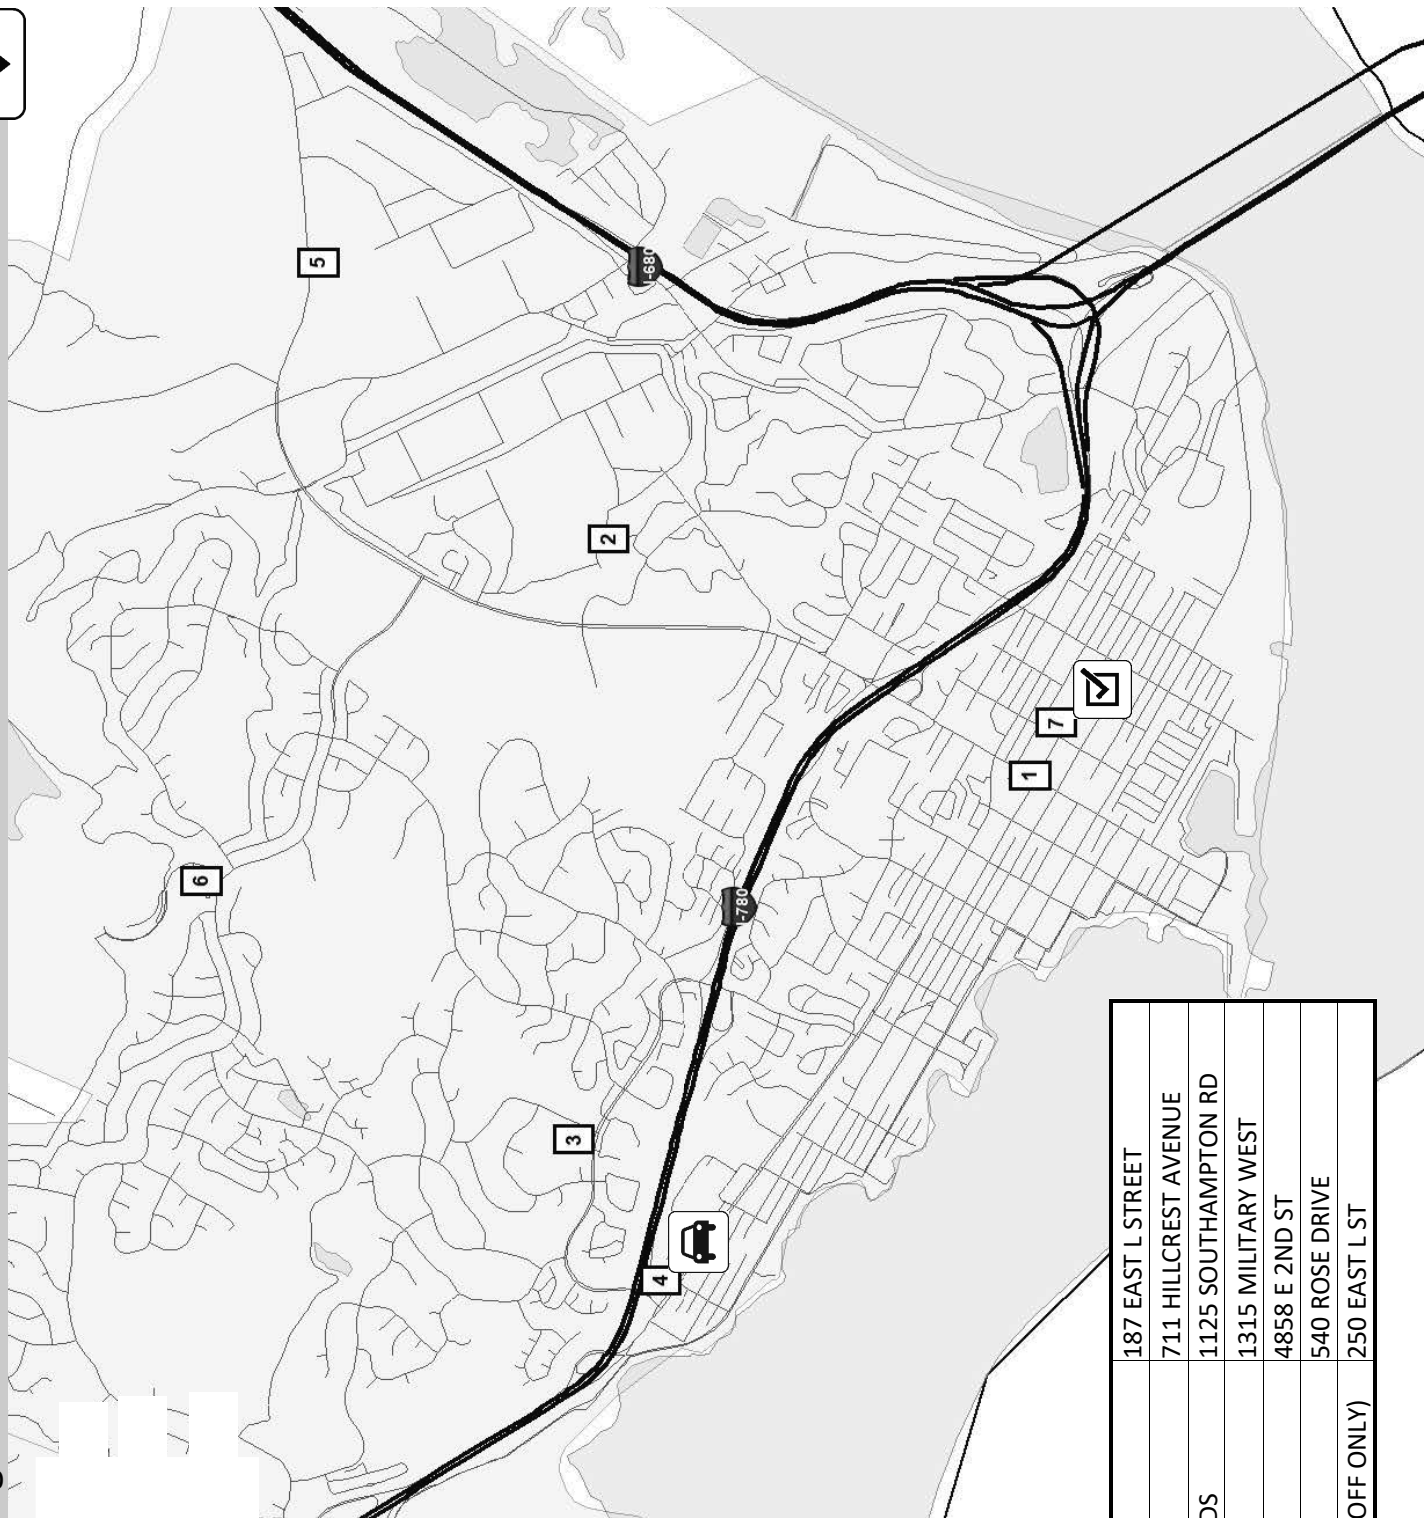 6
5
3
2
-680
4
I-780
1
7
187 EAST L STREET
711 HILLCREST AVENUE
DS 1125 SOUTHAMPTON RD
1315 MILITARY WEST
4858 E 2ND ST
540 ROSE DRIVE
OFF ONLY) 250 EAST L ST